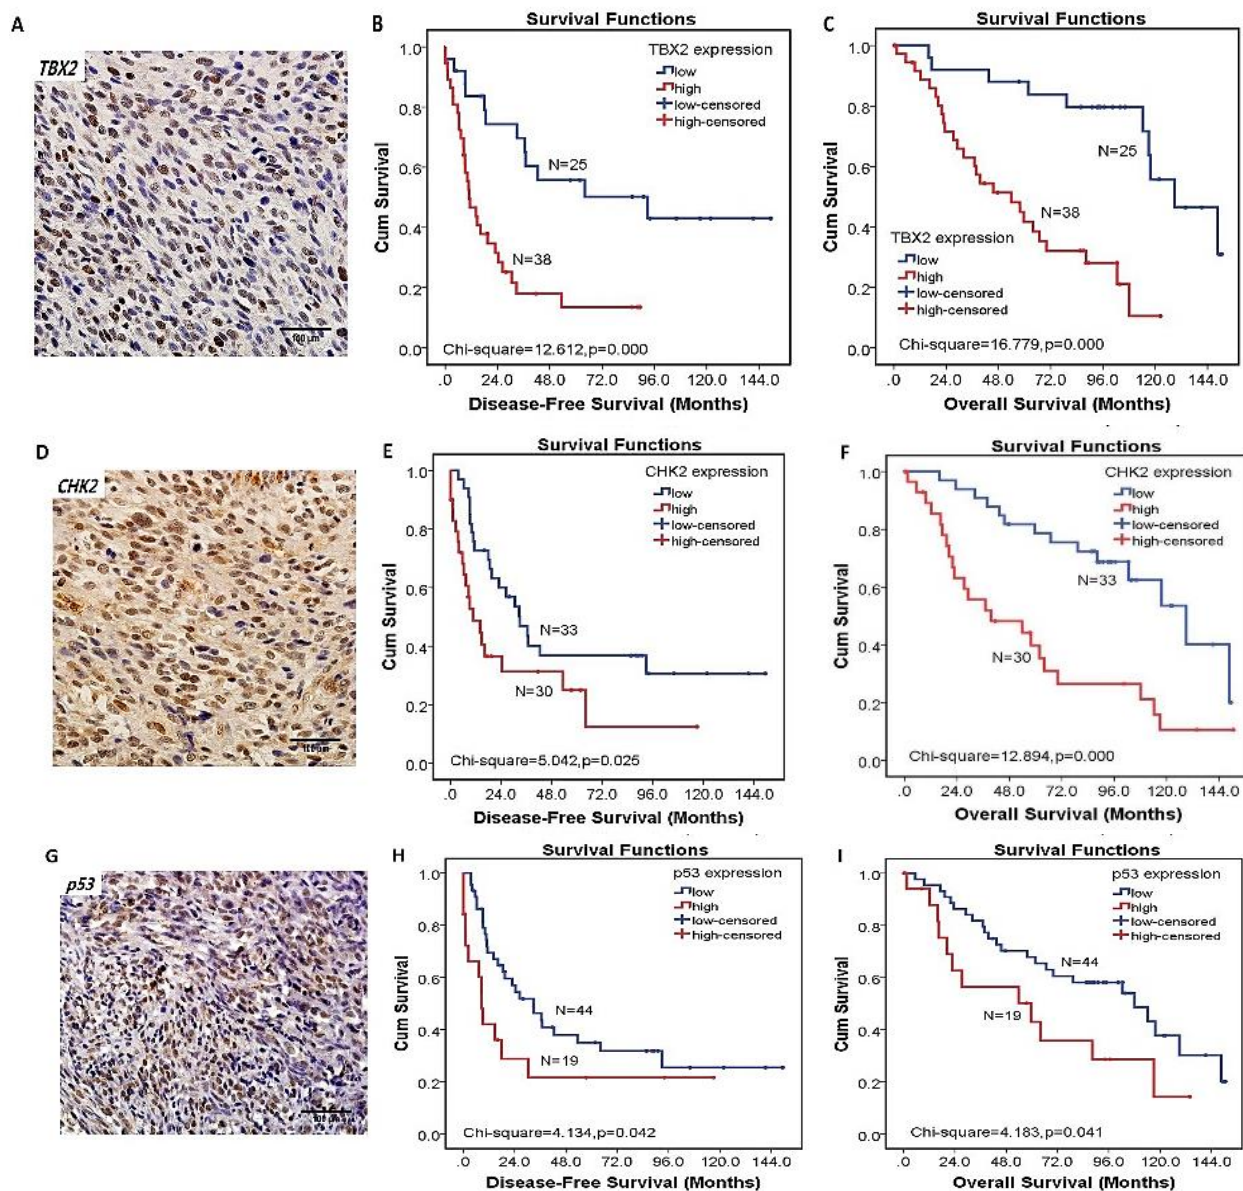 A
TBX2
100 µm
B
Survival Functions
TBX2 expression
low
high
low-censored
high-censored
N=25
N=38
Chi-square=12.612,p=0.000
Cum Survival
1.0
0.8
0.6
0.4
0.2
0.0
.0 24.0 48.0 72.0 96.0 120.0 144.0
Disease-Free Survival (Months)
C
Survival Functions
N=25
N=38
TBX2 expression
low
high
low-censored
high-censored
Chi-square=16.779,p=0.000
Cum Survival
1.0
0.8
0.6
0.4
0.2
0.0
.0 24.0 48.0 72.0 96.0 120.0 144.0
Overall Survival (Months)
D
CHK2
100 µm
E
Survival Functions
CHK2 expression
low
high
low-censored
high-censored
N=33
N=30
Chi-square=5.042,p=0.025
Cum Survival
1.0
0.8
0.6
0.4
0.2
0.0
.0 24.0 48.0 72.0 96.0 120.0 144.0
Disease-Free Survival (Months)
F
Survival Functions
CHK2 expression
low
high
low-censored
high-censored
N=33
N=30
Chi-square=12.894,p=0.000
Cum Survival
1.0
0.8
0.6
0.4
0.2
0.0
.0 24.0 48.0 72.0 96.0 120.0 144.0
Overall Survival (Months)
G
p53
100 µm
H
Survival Functions
p53 expression
low
high
low-censored
high-censored
N=44
N=19
Chi-square=4.134,p=0.042
Cum Survival
1.0
0.8
0.6
0.4
0.2
0.0
.0 24.0 48.0 72.0 96.0 120.0 144.0
Disease-Free Survival (Months)
I
Survival Functions
p53 expression
low
high
low-censored
high-censored
N=44
N=19
Chi-square=4.183,p=0.041
Cum Survival
1.0
0.8
0.6
0.4
0.2
0.0
.0 24.0 48.0 72.0 96.0 120.0 144.0
Overall Survival (Months)